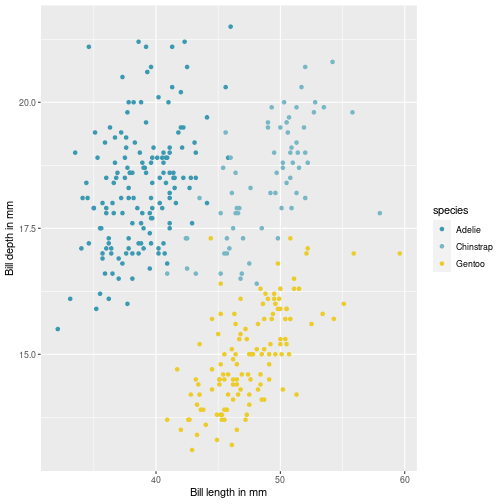 20.0
17.5
15.0
40
50
60
Bill length in mm
Bill depth in mm
species
Adelie
Chinstrap
Gentoo